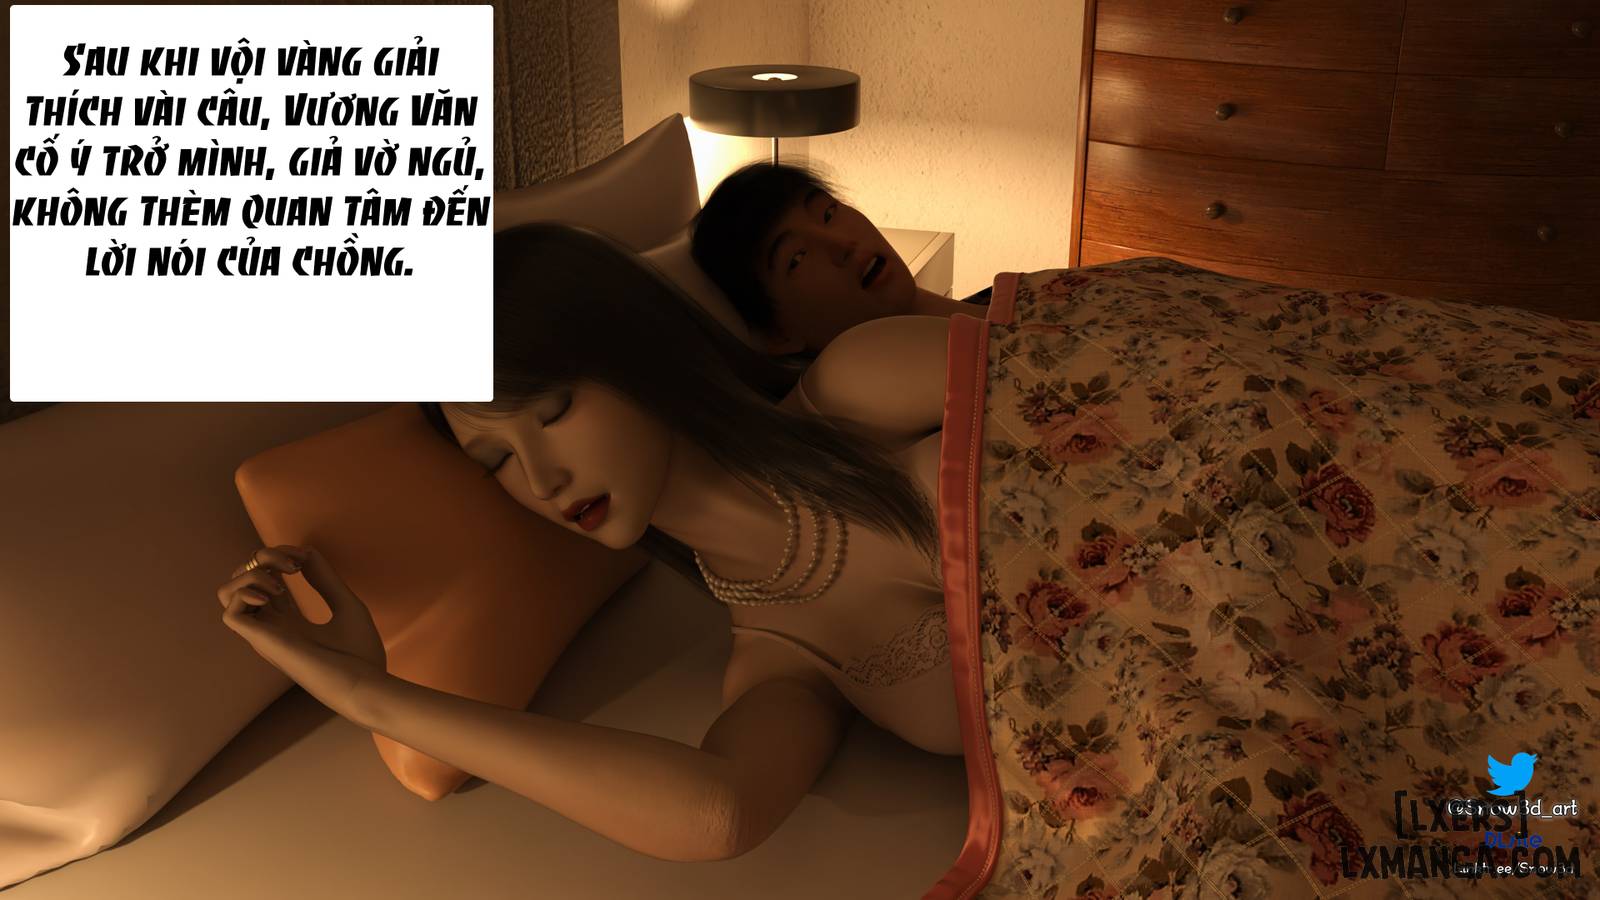 SAU KHI VỘI VÀNG GIẢI
THÍCH VÀI CÂU, VƯƠNG VĂN
CỐ Ý TRỞ MÌNH, GIẢ VỜ NGỦ,
KHÔNG THÈM QUAN TÂM ĐẾN
LỜI NÓI CỦA CHỒNG.
@Snow3d_art
[LXERS]
LXMANGA.COM